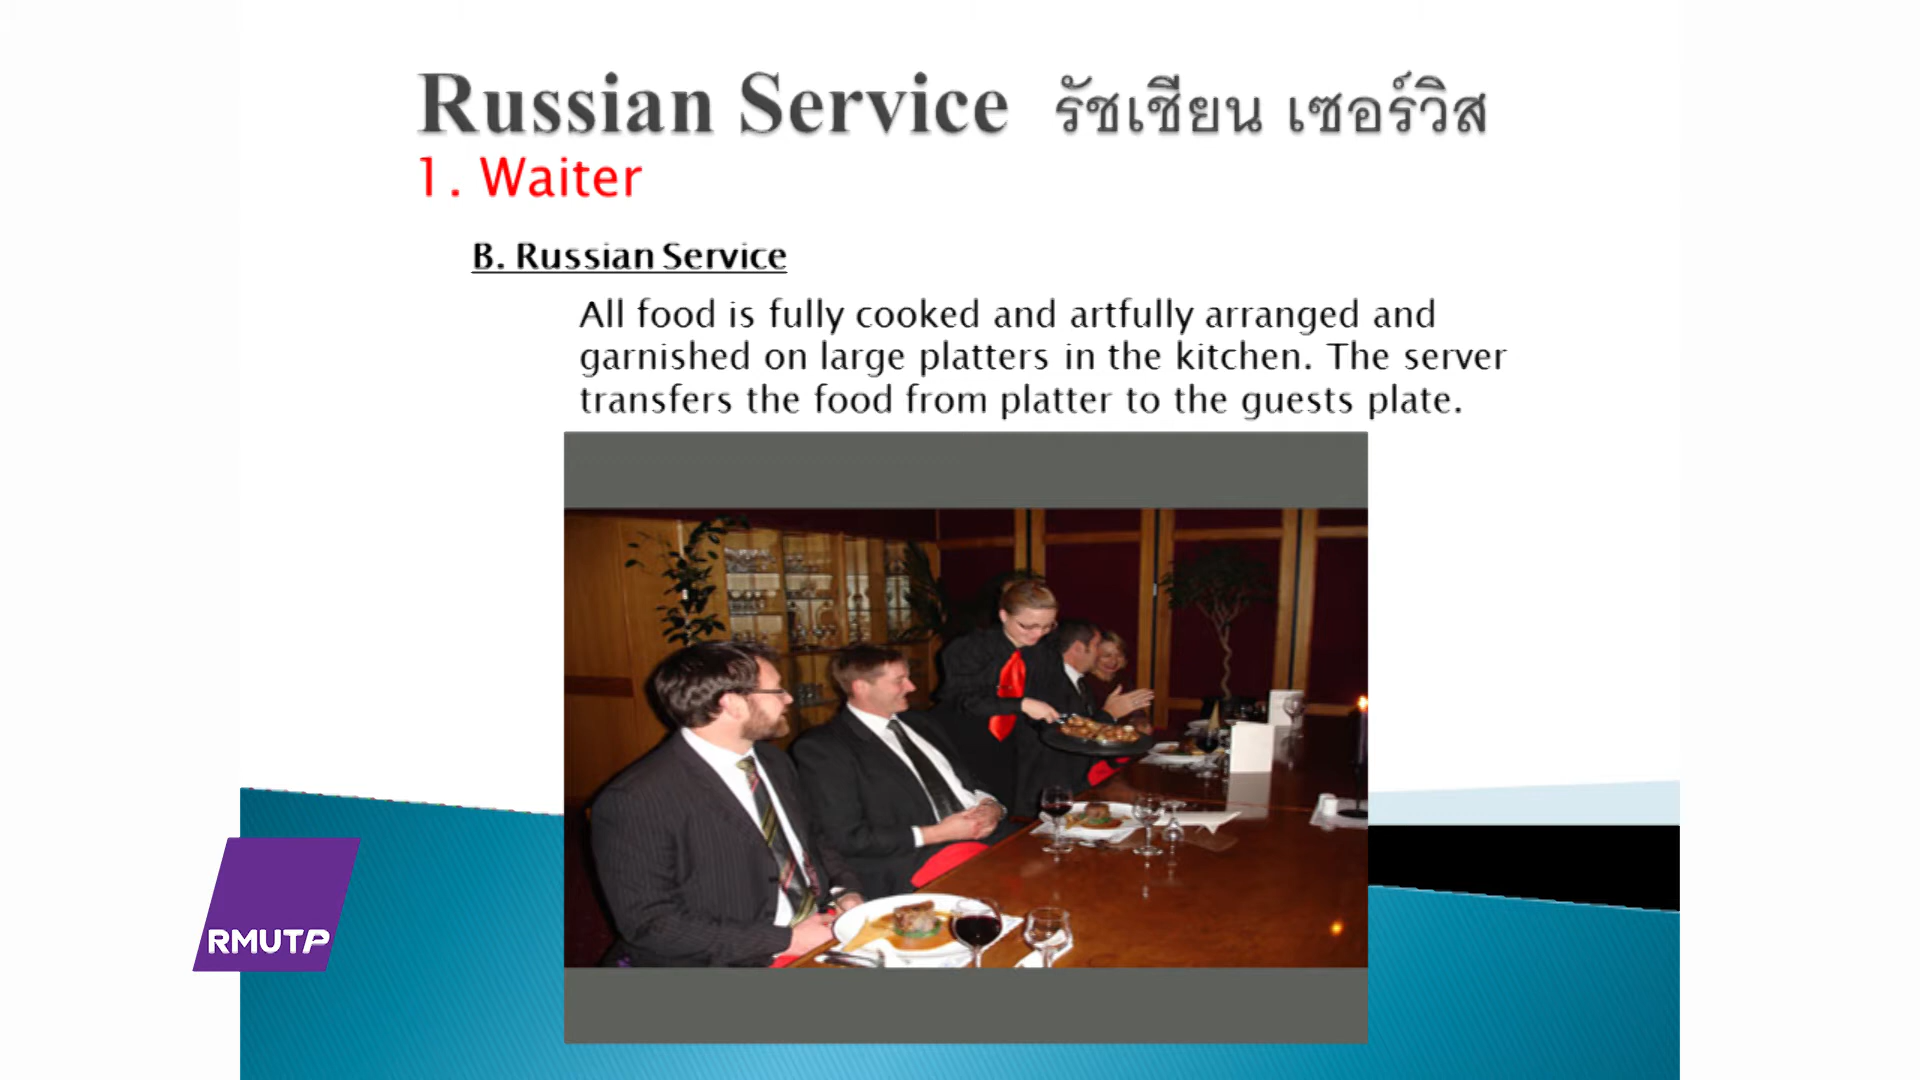 Russian Service รัชเชียน เซอร์วิส
1. Waiter
B. Russian Service
All food is fully cooked and artfully arranged and
garnished on large platters in the kitchen. The server
transfers the food from platter to the guests plate.
RMUTP